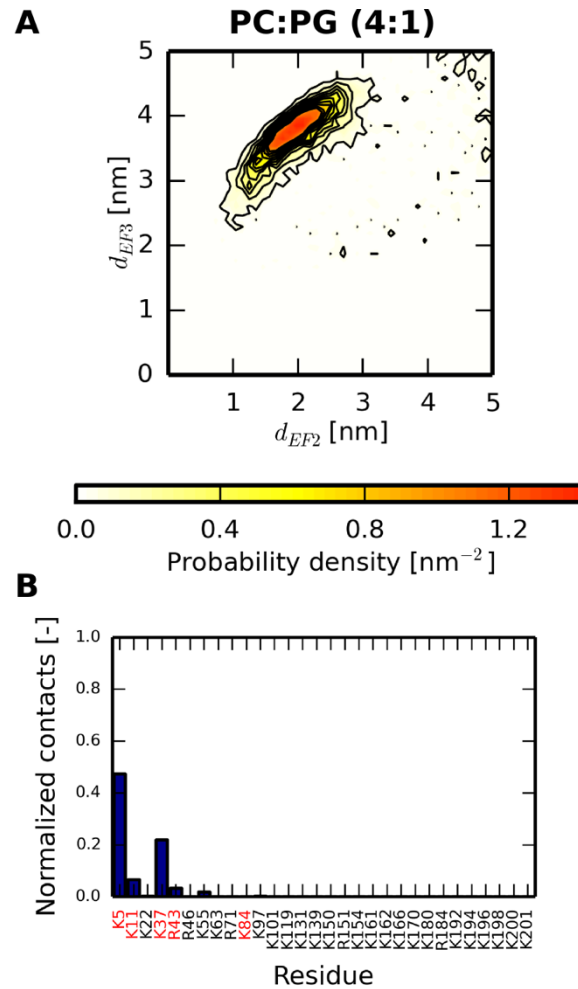 A
PC:PG (4:1)
5
4
3
2
1
0
d_EF3 [nm]
1 2 3 4 5
d_EF2 [nm]
0.0 0.4 0.8 1.2
Probability density [nm⁻²]
B
1.0
0.8
0.6
0.4
0.2
0.0
Normalized contacts [-]
K5 K11 K22 K37 R43 R46 K55 K63 R71 K84 K97 K101 K119 K131 K139 K150 R151 K154 K161 K162 K166 K170 K180 R184 K192 K194 K196 K198 K200 K201
Residue